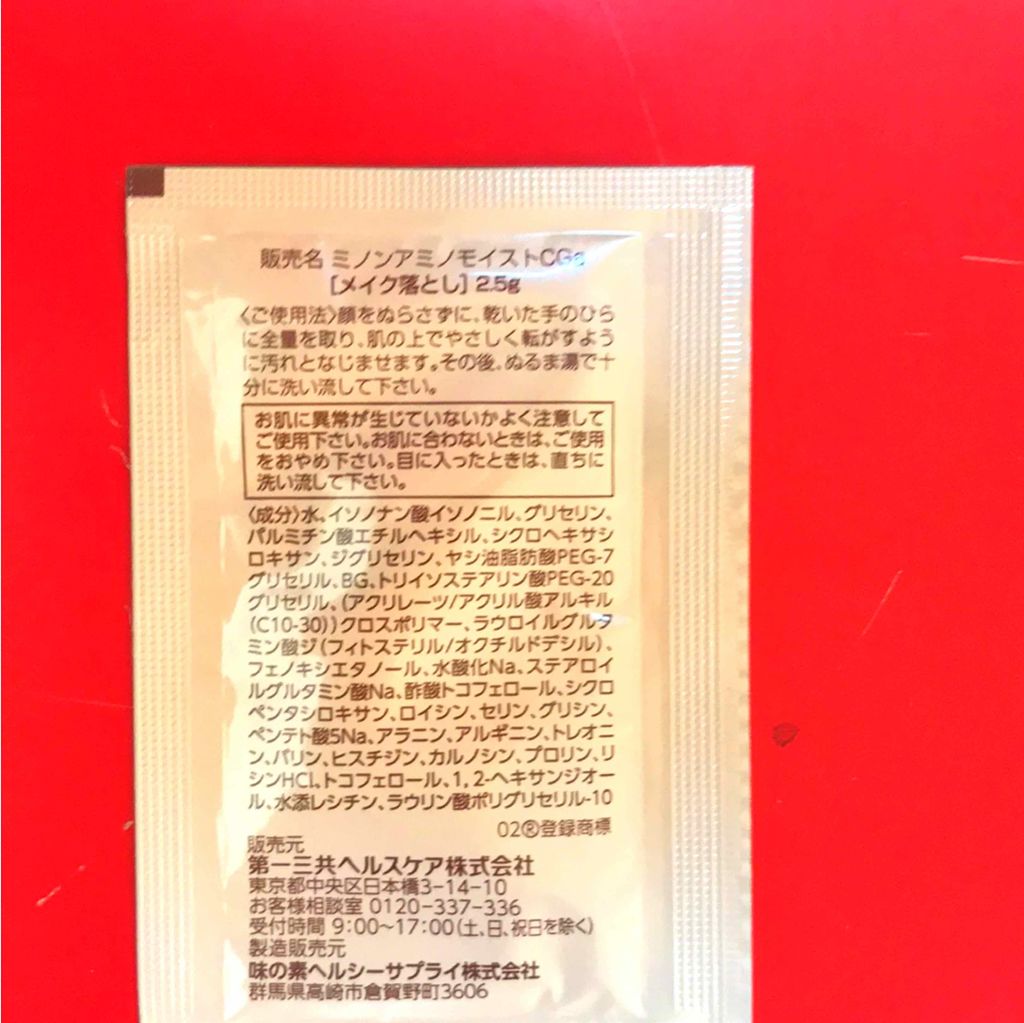 販売名 ミノンアミノモイストCGa
［メイク落とし］2.5g
〈ご使用法〉顔をぬらさずに、乾いた手のひら
に全量を取り、肌の上でやさしく転がすよう
に汚れとなじませます。その後、ぬるま湯で十
分に洗い流して下さい。
お肌に異常が生じていないかよく注意して
ご使用下さい。お肌に合わないときは、ご使用
をおやめ下さい。目に入ったときは、直ちに
洗い流して下さい。
〈成分〉水、イソノナン酸イソノニル、グリセリン、
パルミチン酸エチルヘキシル、シクロヘキサシ
ロキサン、ジグリセリン、ヤシ油脂肪酸PEG-7
グリセリル、BG、トリイソステアリン酸PEG-20
グリセリル、（アクリレーツ/アクリル酸アルキル
（C10-30））クロスポリマー、ラウロイルグルタ
ミン酸ジ（フィトステリル/オクチルドデシル）、
フェノキシエタノール、水酸化Na、ステアロイ
ルグルタミン酸Na、酢酸トコフェロール、シクロ
ペンタシロキサン、ロイシン、セリン、グリシン、
ペンテト酸5Na、アラニン、アルギニン、トレオニ
ン、バリン、ヒスチジン、カルノシン、プロリン、リ
シンHCl、トコフェロール、1，2-ヘキサンジオー
ル、水添レシチン、ラウリン酸ポリグリセリル-10
02®登録商標
販売元
第一三共ヘルスケア株式会社
東京都中央区日本橋3-14-10
お客様相談室 0120-337-336
受付時間 9:00～17:00（土、日、祝日を除く）
製造販売元
味の素ヘルシーサプライ株式会社
群馬県高崎市倉賀野町3606